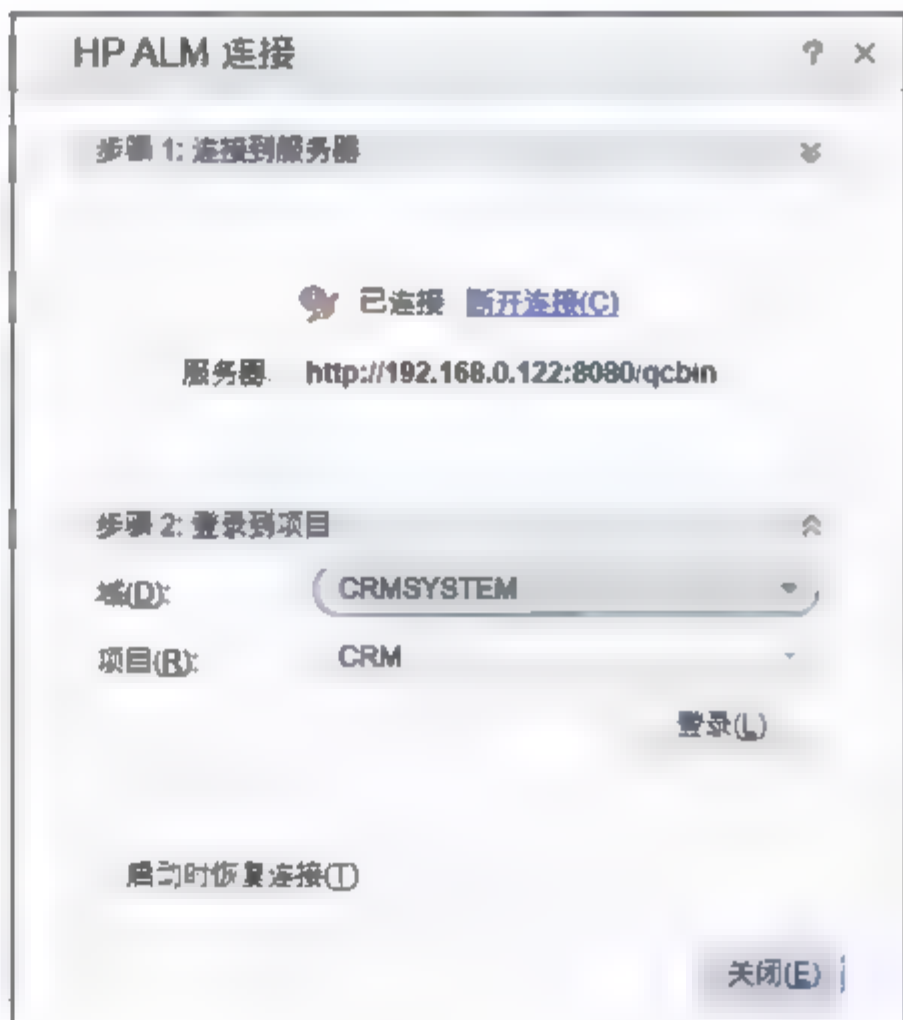 HP ALM 连接 ? ×
步骤 1: 连接到服务器
已连接 断开连接(C)
服务器: http://192.168.0.122:8080/qcbin
步骤 2: 登录到项目
域(D): CRMSYSTEM
项目(R): CRM
登录(L)
启动时恢复连接(T)
关闭(E)